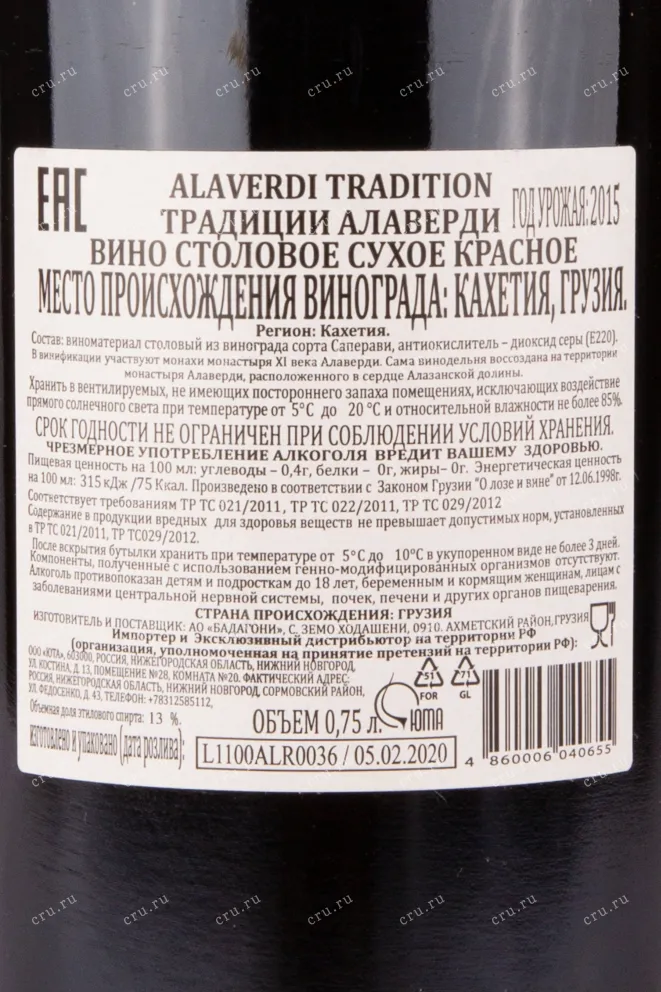 EAC
ALAVERDI TRADITION
ТРАДИЦИИ АЛАВЕРДИ
ГОД УРОЖАЯ: 2015
ВИНО СТОЛОВОЕ СУХОЕ КРАСНОЕ
МЕСТО ПРОИСХОЖДЕНИЯ ВИНОГРАДА: КАХЕТИЯ, ГРУЗИЯ.
Регион: Кахетия.
Состав: виноматериал столовый из винограда сорта Саперави, антиокислитель – диоксид серы (Е220).
В винификации участвуют монахи монастыря XI века Алаверди. Сама винодельня воссоздана на территории
монастыря Алаверди, расположенного в сердце Алазанской долины.
Хранить в вентилируемых, не имеющих постороннего запаха помещениях, исключающих воздействие
прямого солнечного света при температуре от 5°С до 20 °С и относительной влажности не более 85%.
СРОК ГОДНОСТИ НЕ ОГРАНИЧЕН ПРИ СОБЛЮДЕНИИ УСЛОВИЙ ХРАНЕНИЯ.
ЧРЕЗМЕРНОЕ УПОТРЕБЛЕНИЕ АЛКОГОЛЯ ВРЕДИТ ВАШЕМУ ЗДОРОВЬЮ.
Пищевая ценность на 100 мл: углеводы – 0,4г, белки – 0г, жиры– 0г. Энергетическая ценность
на 100 мл: 315 кДж /75 Ккал. Произведено в соответствии с Законом Грузии "О лозе и вине" от 12.06.1998г.
Соответствует требованиям ТР ТС 021/2011, ТР ТС 022/2011, ТР ТС 029/2012
Содержание в продукции вредных для здоровья веществ не превышает допустимых норм, установленных
в ТР ТС 021/2011, ТР ТС029/2012.
После вскрытия бутылки хранить при температуре от 5°С до 10°С в укупоренном виде не более 3 дней.
Компоненты, полученные с использованием генно-модифицированных организмов отсутствуют.
Алкоголь противопоказан детям и подросткам до 18 лет, беременным и кормящим женщинам, лицам с
заболеваниями центральной нервной системы, почек, печени и других органов пищеварения.
СТРАНА ПРОИСХОЖДЕНИЯ: ГРУЗИЯ
ИЗГОТОВИТЕЛЬ И ПОСТАВЩИК: АО «БАДАГОНИ», С. ЗЕМО ХОДАШЕНИ, 0910. АХМЕТСКИЙ РАЙОН, ГРУЗИЯ
Импортер и Эксклюзивный дистрибьютор на территории РФ
(организация, уполномоченная на принятие претензий на территории РФ):
ООО «ЮТА», 603000, РОССИЯ, НИЖЕГОРОДСКАЯ ОБЛАСТЬ, НИЖНИЙ НОВГОРОД,
УЛ. КОСТИНА, Д. 13, ПОМЕЩЕНИЕ №28, КОМНАТА №20. ФАКТИЧЕСКИЙ АДРЕС:
РОССИЯ, НИЖЕГОРОДСКАЯ ОБЛАСТЬ, НИЖНИЙ НОВГОРОД, СОРМОВСКИЙ РАЙОН,
УЛ. ФЕДОСЕЕНКО, Д. 43, ТЕЛЕФОН: +78312585112,
Объемная доля этилового спирта: 13 %.
ОБЪЕМ 0,75 л.
ЮТА
51
FOR
71
GL
изготовлено и упаковано (дата розлива):
L1100ALR0036 / 05.02.2020
4 860006 040655
cru.ru